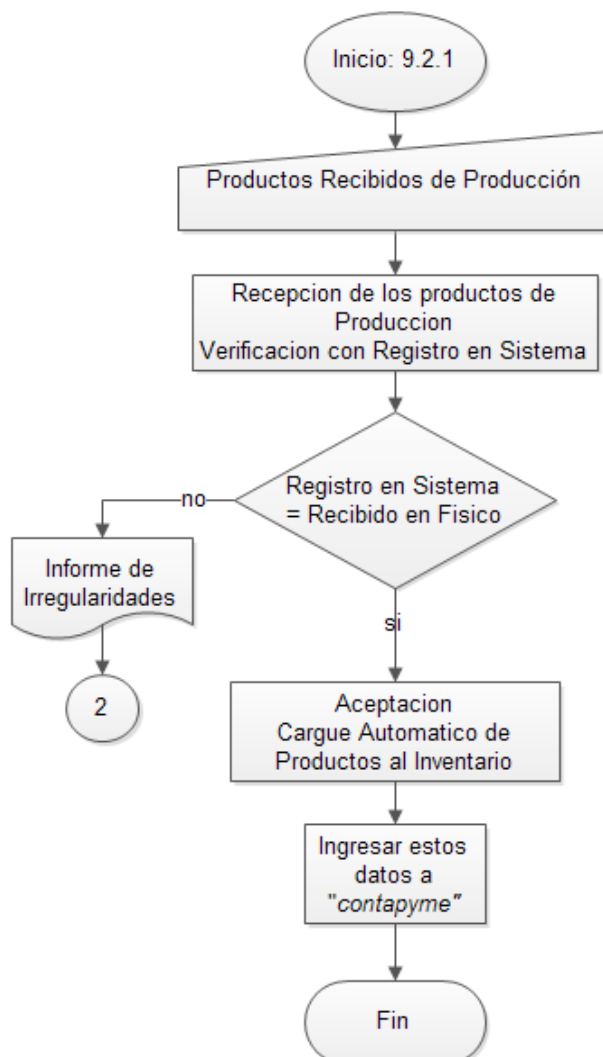 Inicio: 9.2.1
Productos Recibidos de Producción
Recepcion de los productos de
Produccion
Verificacion con Registro en Sistema
Registro en Sistema
= Recibido en Fisico
no
Informe de
Irregularidades
2
si
Aceptacion
Cargue Automatico de
Productos al Inventario
Ingresar estos
datos a
"contapyme"
Fin